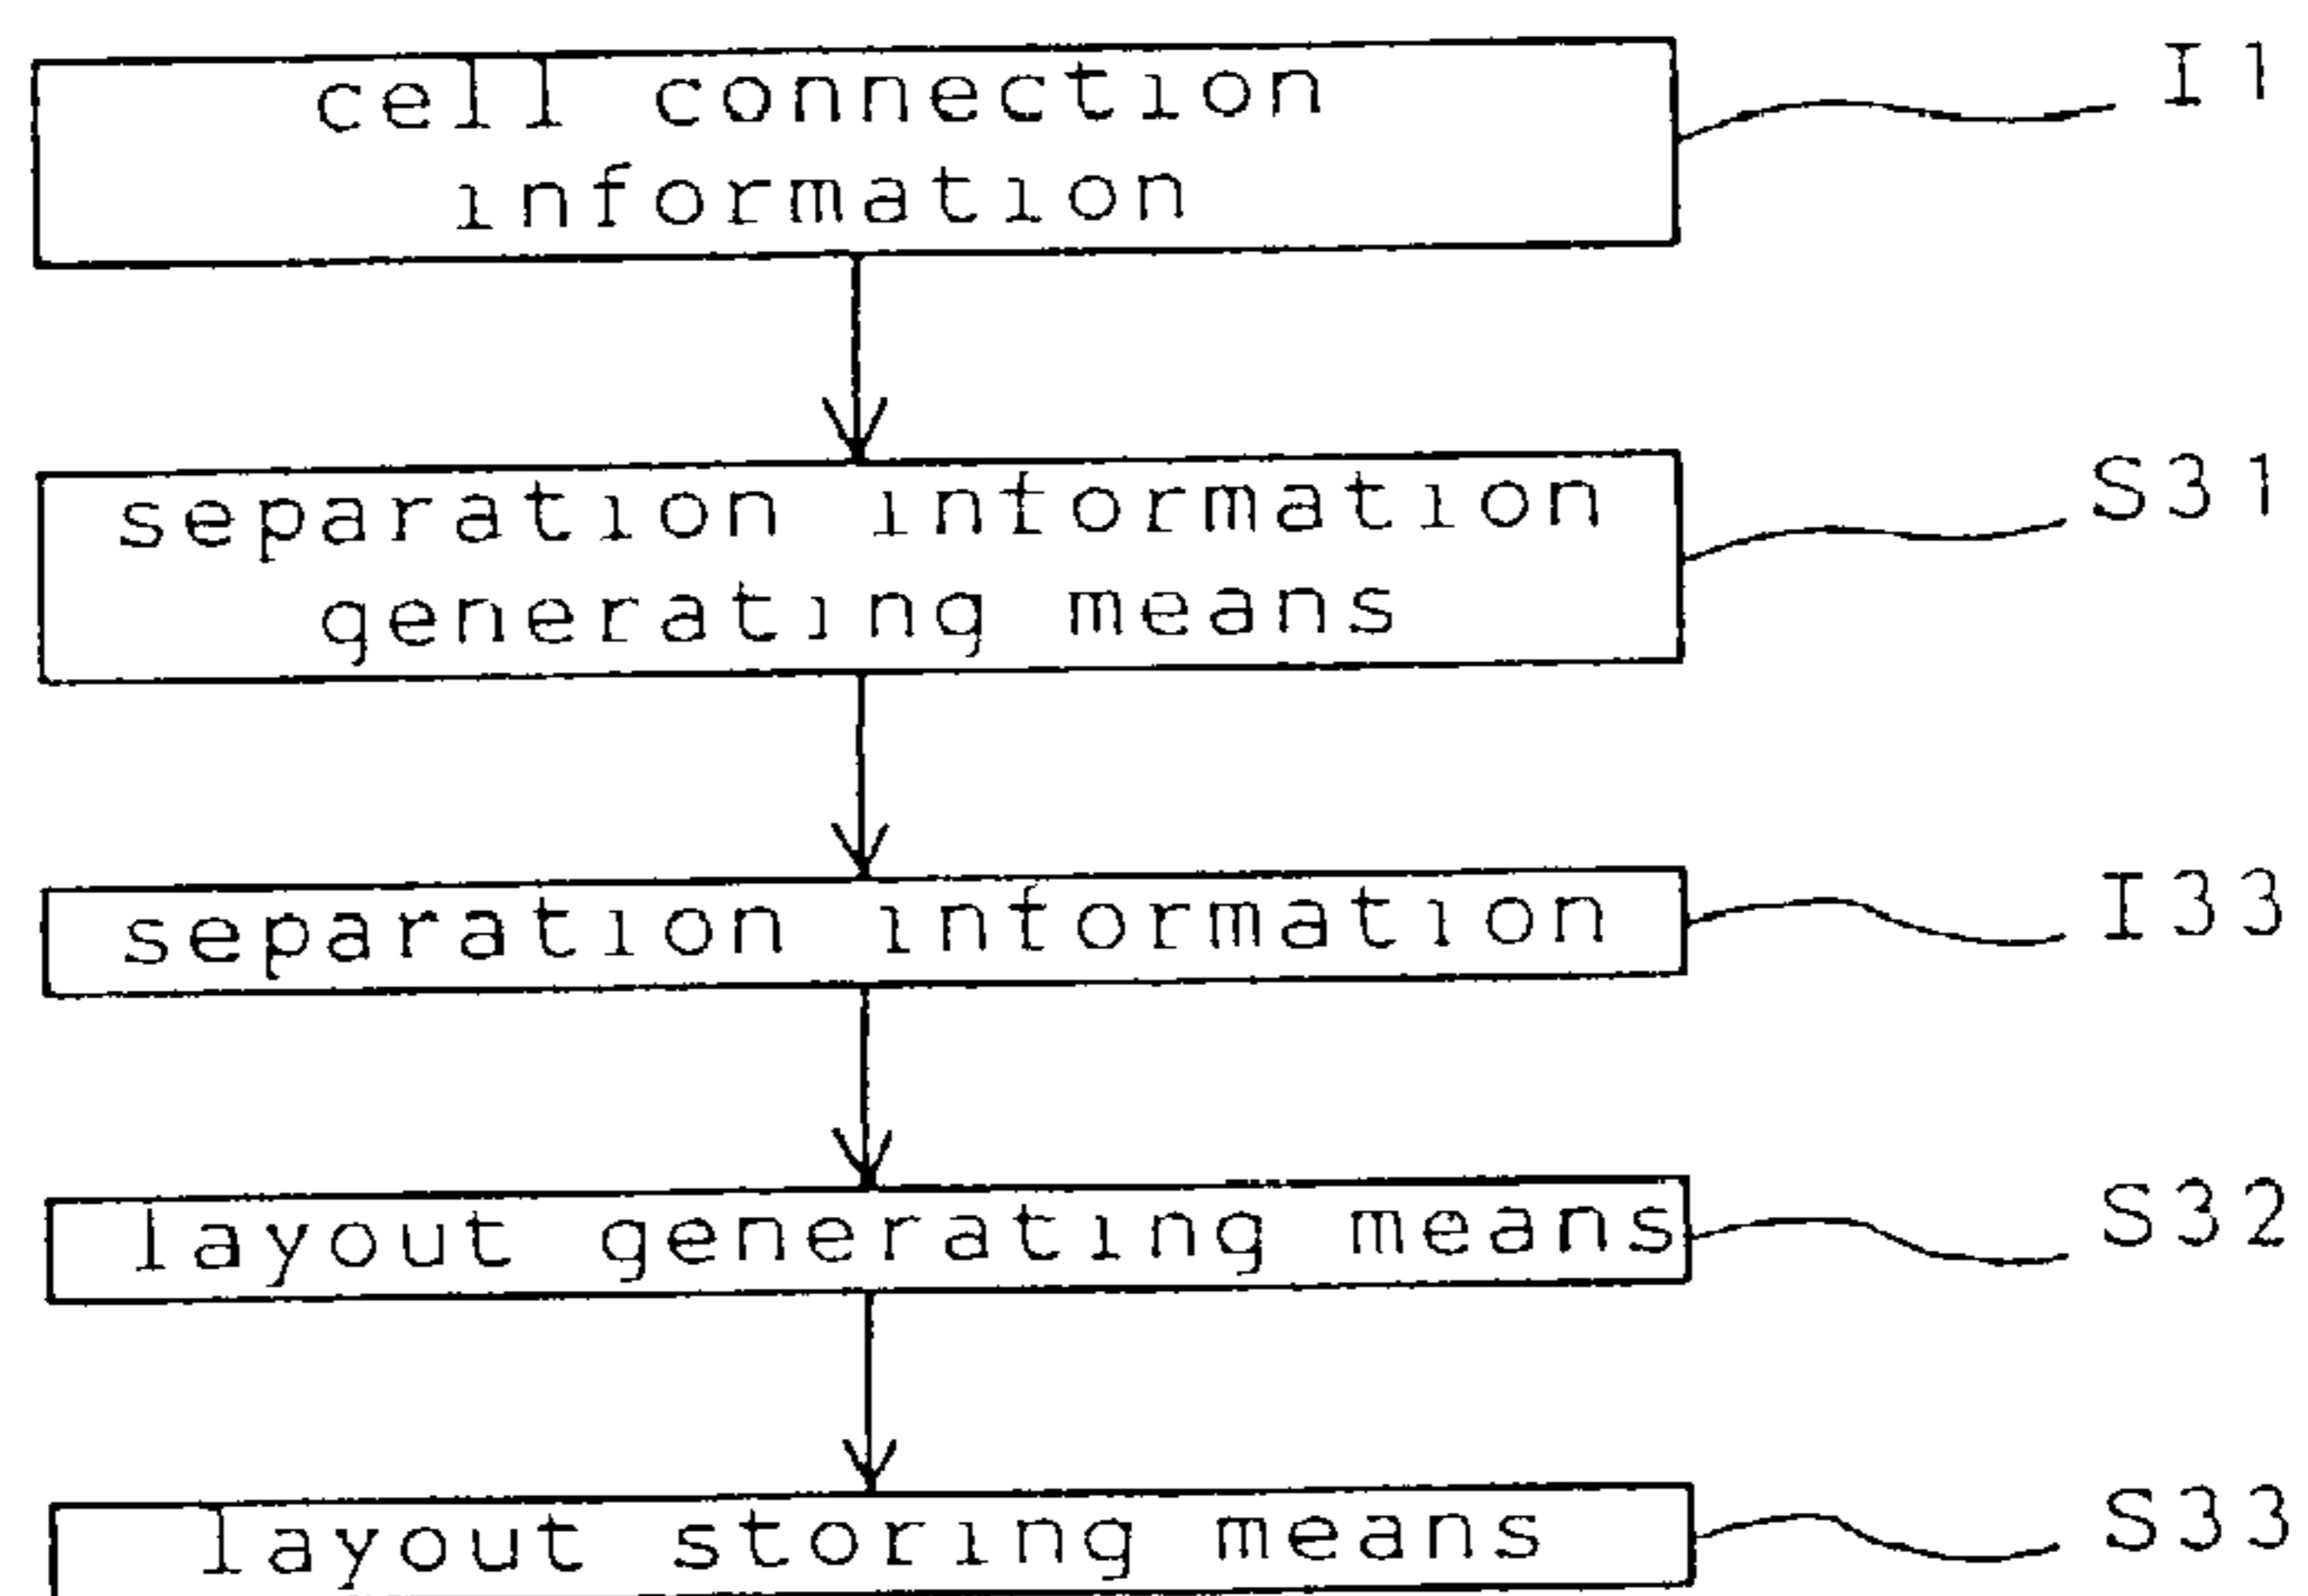 cell connection I1
information
separation information S31
generating means
separation information I33
layout generating means S32
layout storing means S33